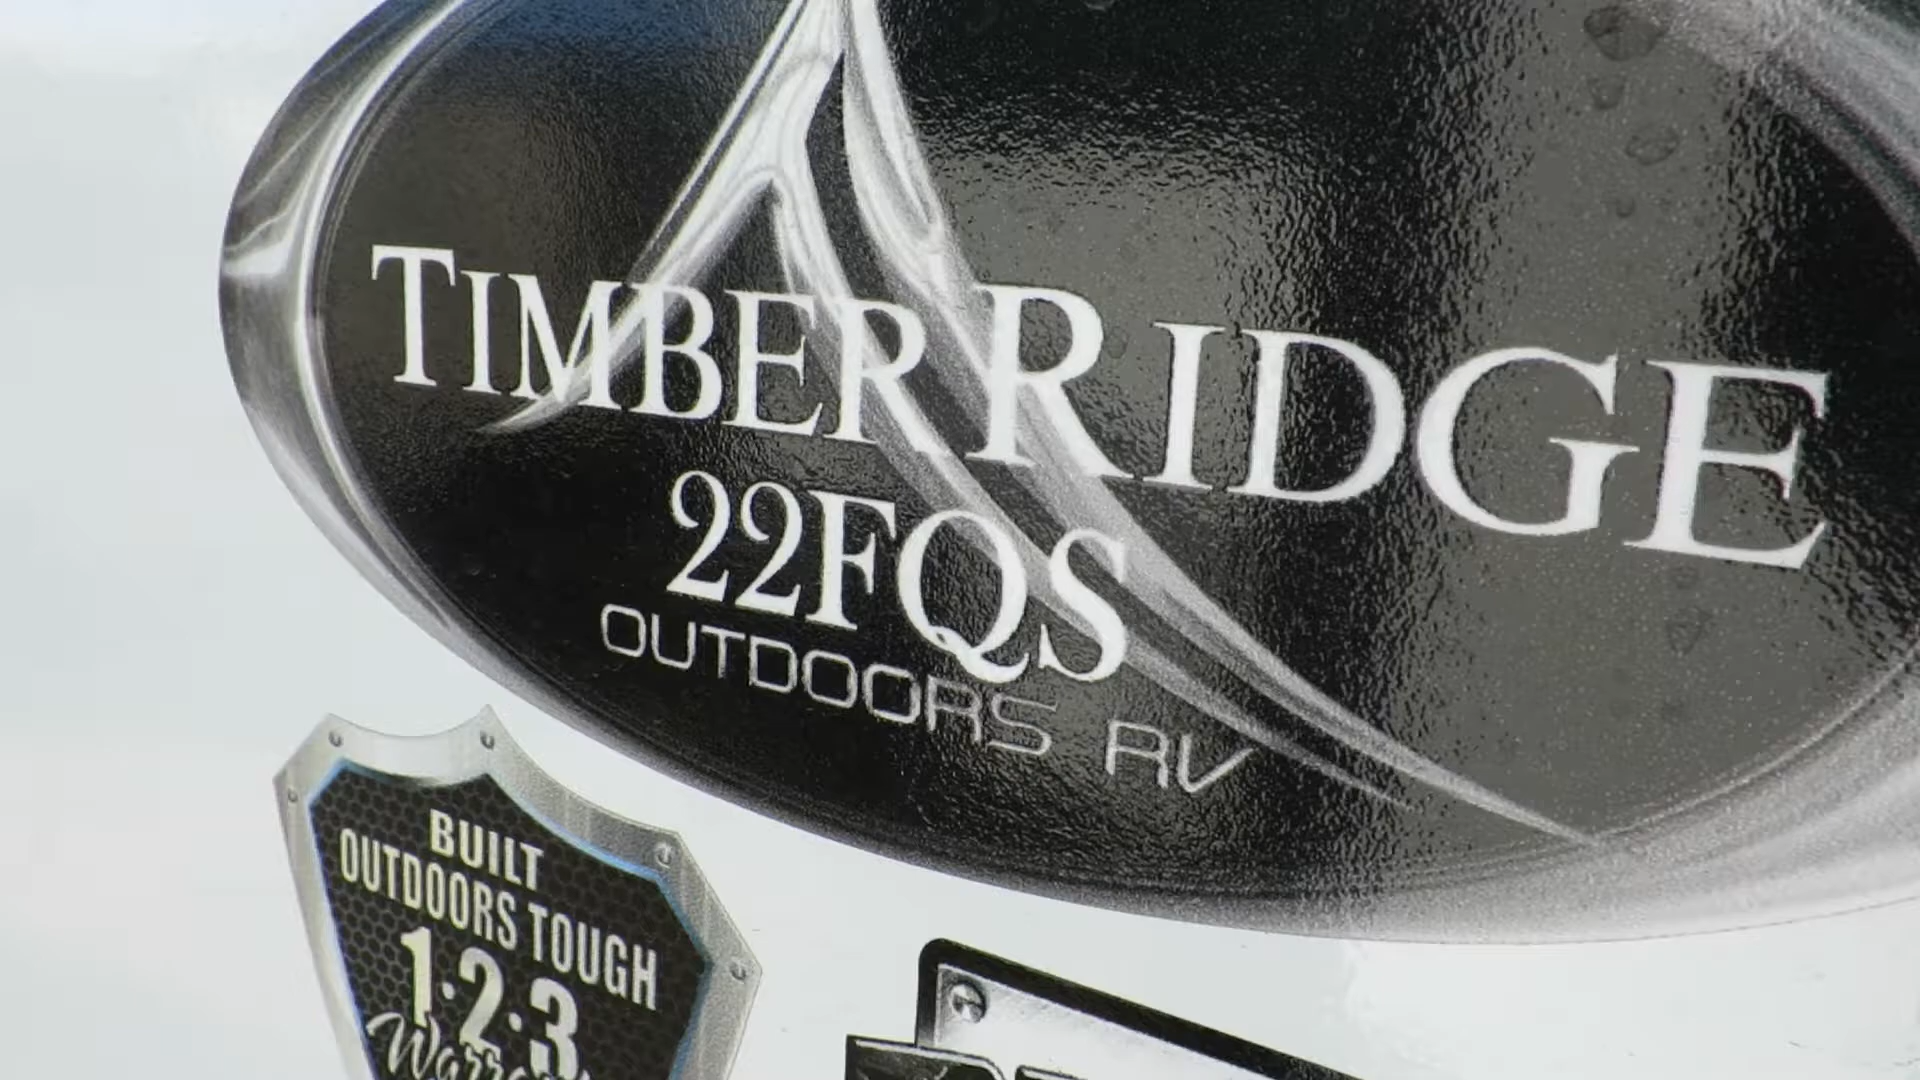 TIMBERRIDGE
22FQS
OUTDOORS RV
BUILT
OUTDOORS TOUGH
1·2·3